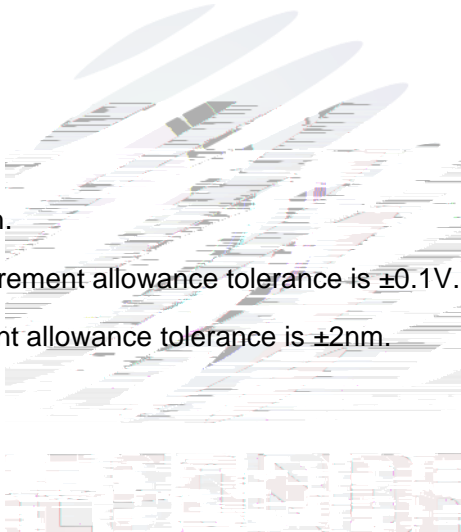 n.
rement allowance tolerance is ±0.1V.
nt allowance tolerance is ±2nm.